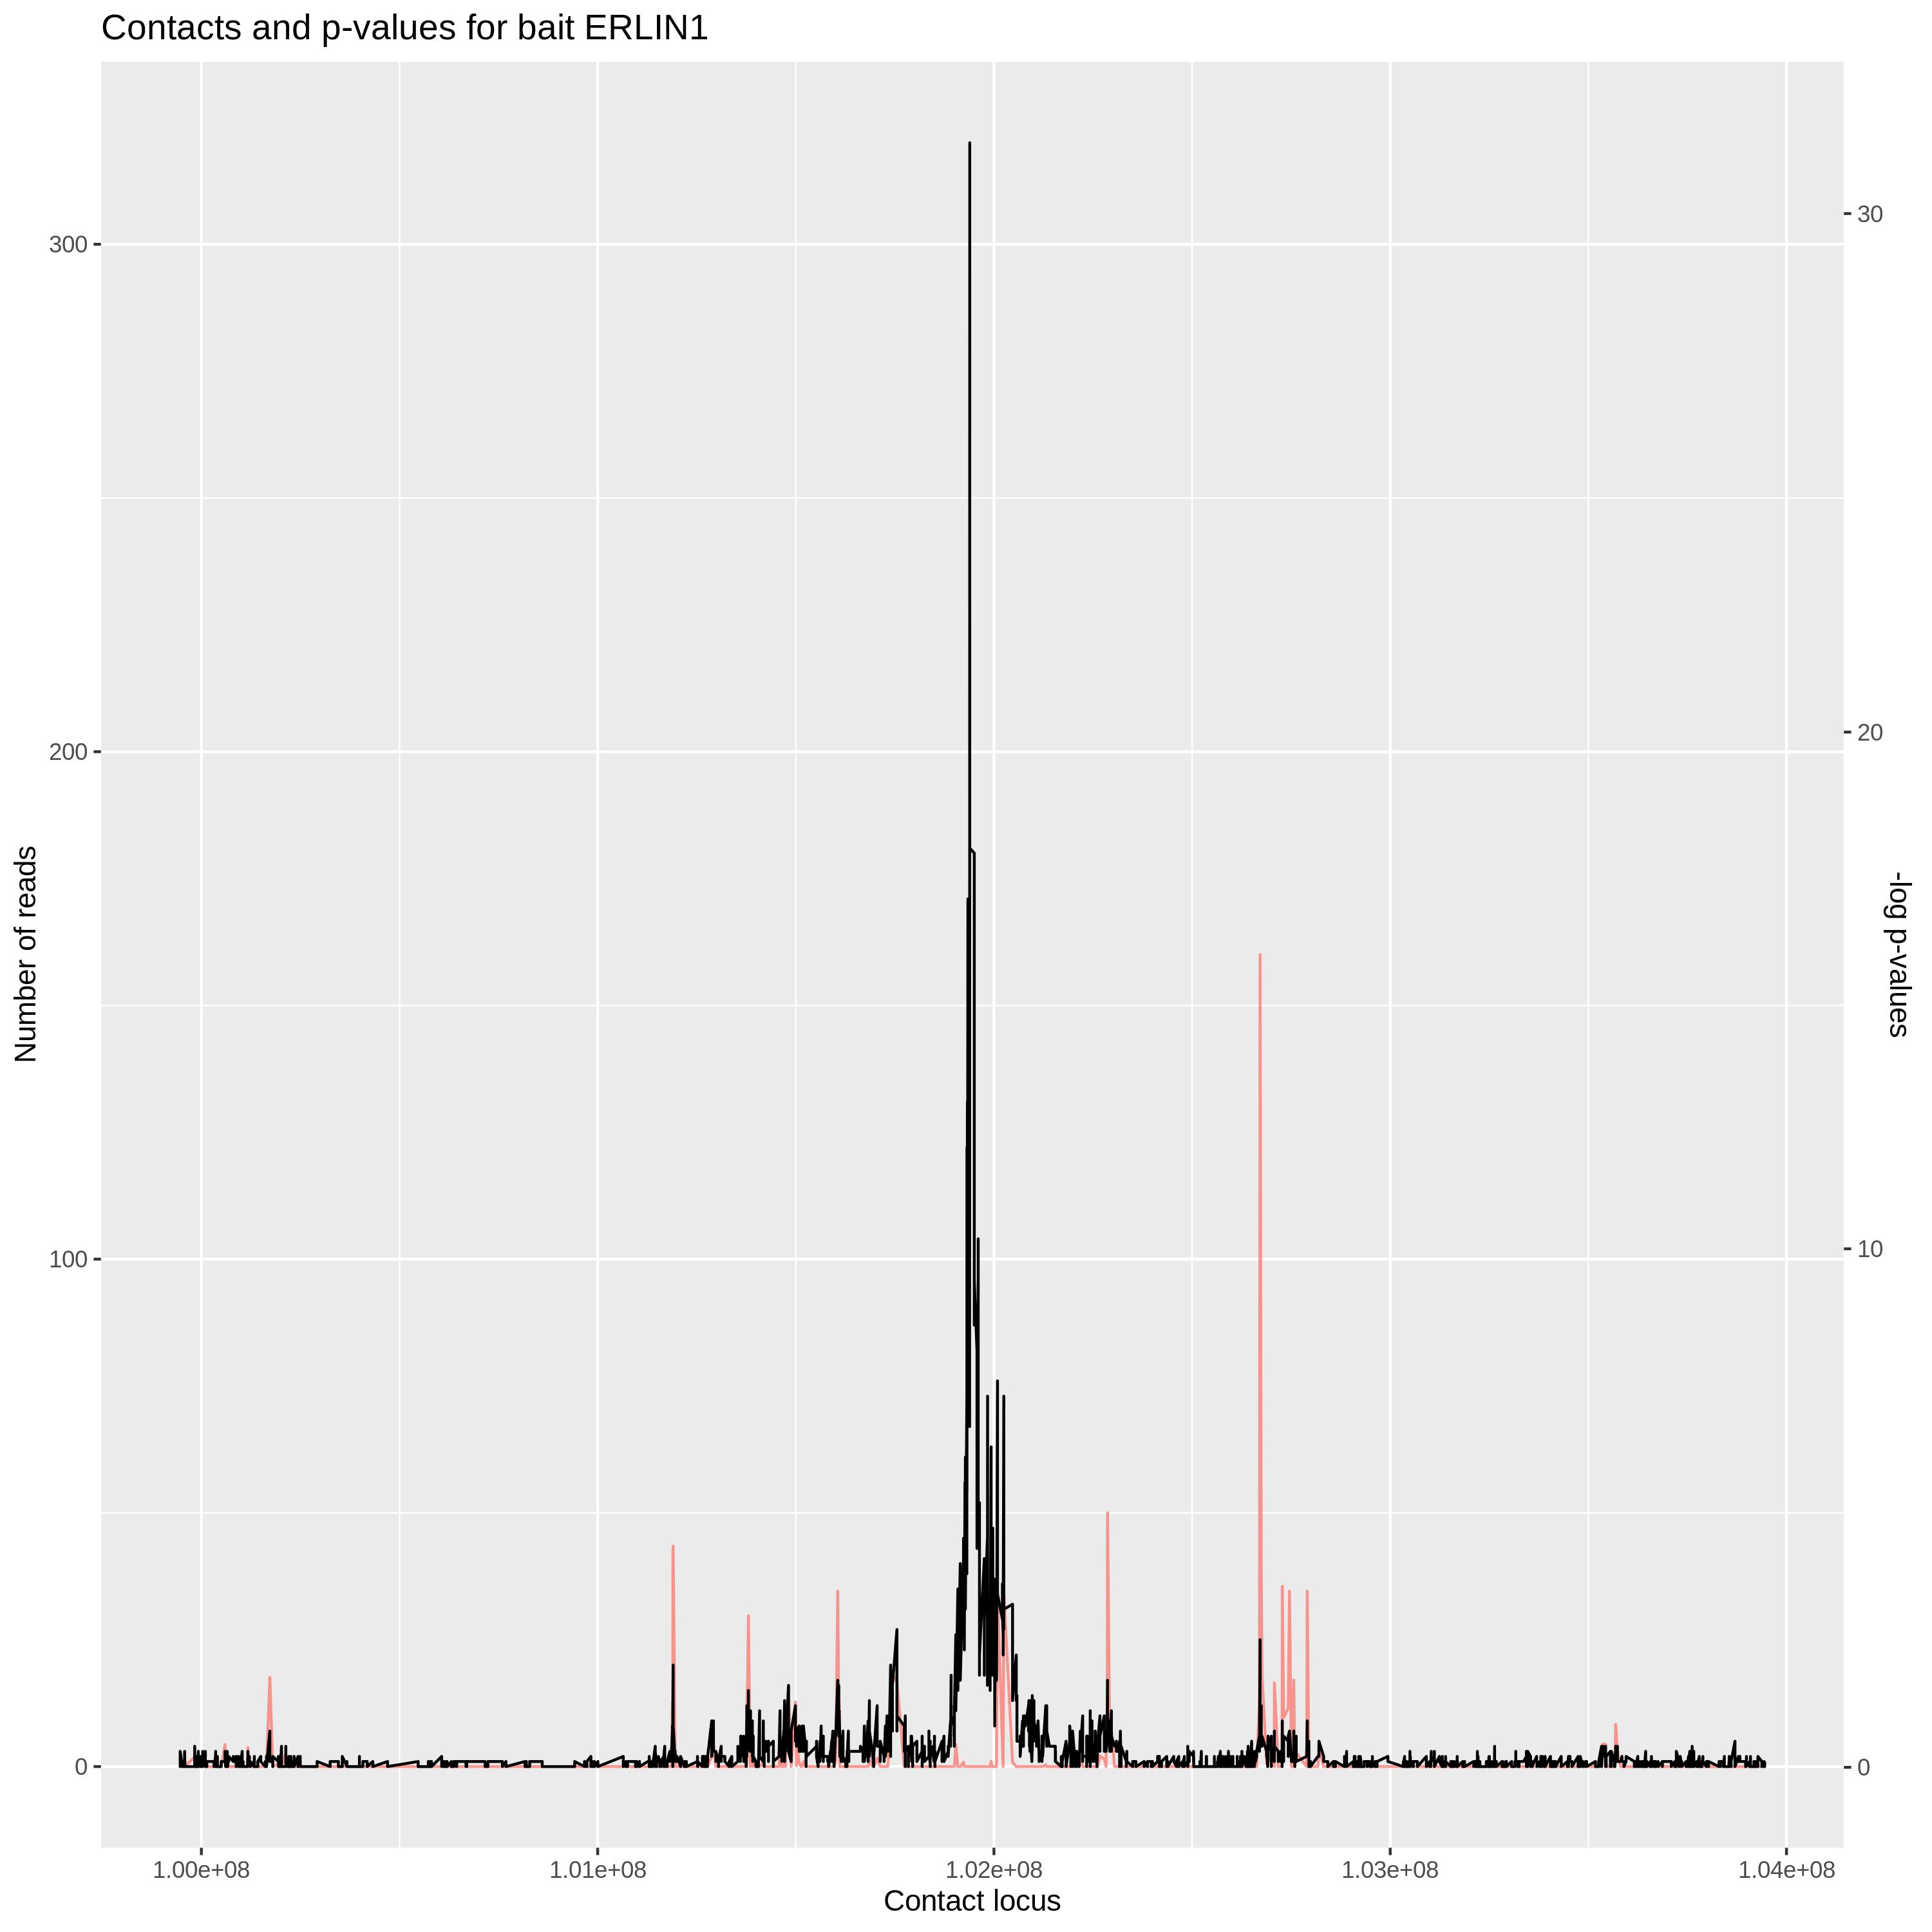 Contacts and p-values for bait ERLIN1
Number of reads
300
200
100
0
30
20
10
0
-log p-values
1.00e+08
1.01e+08
1.02e+08
1.03e+08
1.04e+08
Contact locus